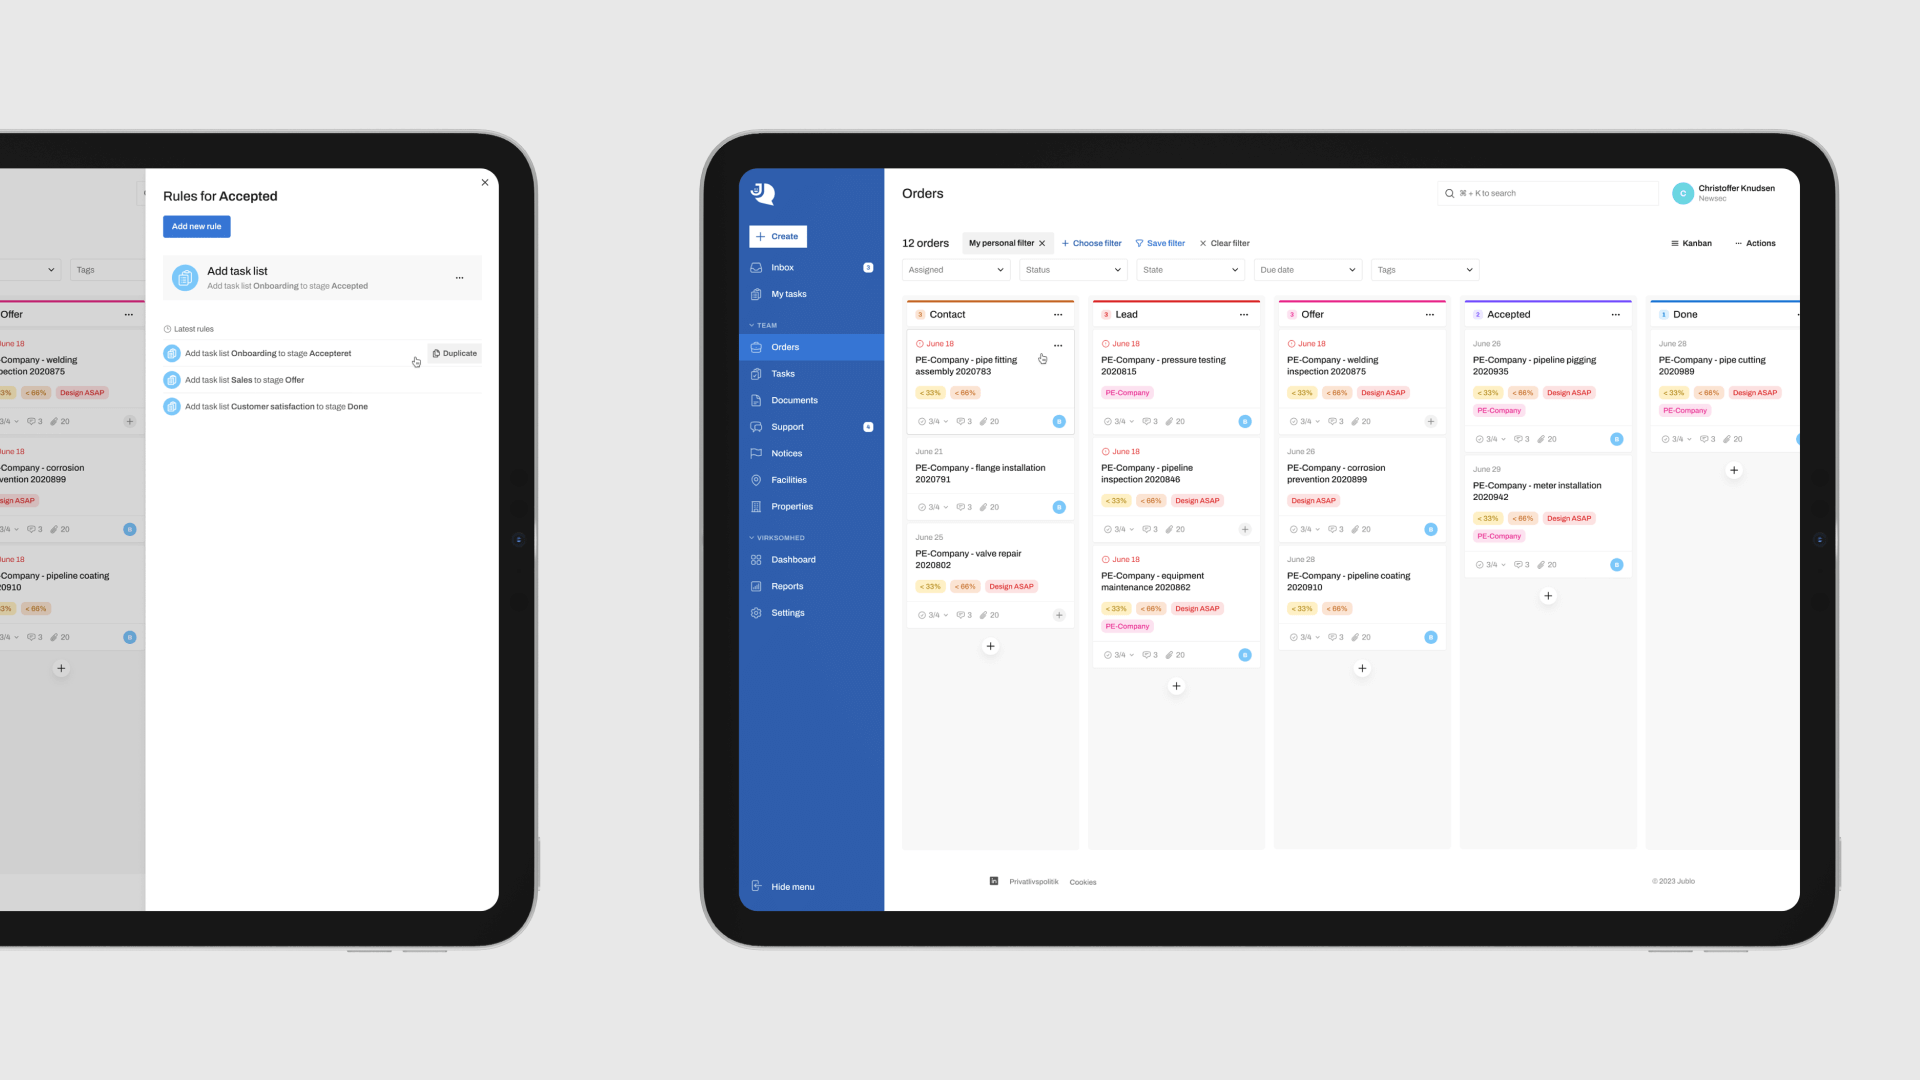 Rules for Accepted
Add new rule
Tags
Add task list
Add task list Onboarding to stage Accepted
Offer
Latest rules
Add task list Onboarding to stage Accepteret
Duplicate
Add task list Sales to stage Offer
Add task list Customer satisfaction to stage Done
June 18
-Company - welding
pection 2020875
33% < 66% Design ASAP
3/4 3 20
June 18
-Company - corrosion
vention 2020899
sign ASAP
3/4 3 20
June 18
-Company - pipeline coating
20910
33% < 66%
3/4 3 20 B
Create
Inbox 3
My tasks
TEAM
Orders
Tasks
Documents
Support
Notices
Facilities
Properties
VIRKSOMHED
Dashboard
Reports
Settings
Hide menu
Orders
⌘ + K to search
C
Christoffer Knudsen
Newsec
12 orders
My personal filter
Choose filter
Save filter
Clear filter
Kanban
Actions
Assigned
Status
State
Due date
Tags
3 Contact
June 18
PE-Company - pipe fitting
assembly 2020783
< 33% < 66%
3/4 3 20 B
June 21
PE-Company - flange installation
2020791
3/4 3 20 B
June 25
PE-Company - valve repair
2020802
< 33% < 66% Design ASAP
3/4 3 20
3 Lead
June 18
PE-Company - pressure testing
2020815
PE-Company
3/4 3 20 B
June 18
PE-Company - pipeline
inspection 2020846
< 33% < 66% Design ASAP
3/4 3 20
June 18
PE-Company - equipment
maintenance 2020862
< 33% < 66% Design ASAP
PE-Company
3/4 3 20 B
3 Offer
June 18
PE-Company - welding
inspection 2020875
< 33% < 66% Design ASAP
3/4 3 20
June 26
PE-Company - corrosion
prevention 2020899
Design ASAP
3/4 3 20 B
June 28
PE-Company - pipeline coating
2020910
< 33% < 66%
3/4 3 20 B
2 Accepted
June 26
PE-Company - pipeline pigging
2020935
< 33% < 66% Design ASAP
PE-Company
3/4 3 20 B
June 29
PE-Company - meter installation
2020942
< 33% < 66% Design ASAP
PE-Company
3/4 3 20 B
1 Done
June 28
PE-Company - pipe cutting
2020989
< 33% < 66% Design ASAP
PE-Company
3/4 3 20
Privatlivspolitik
Cookies
© 2023 Jublo